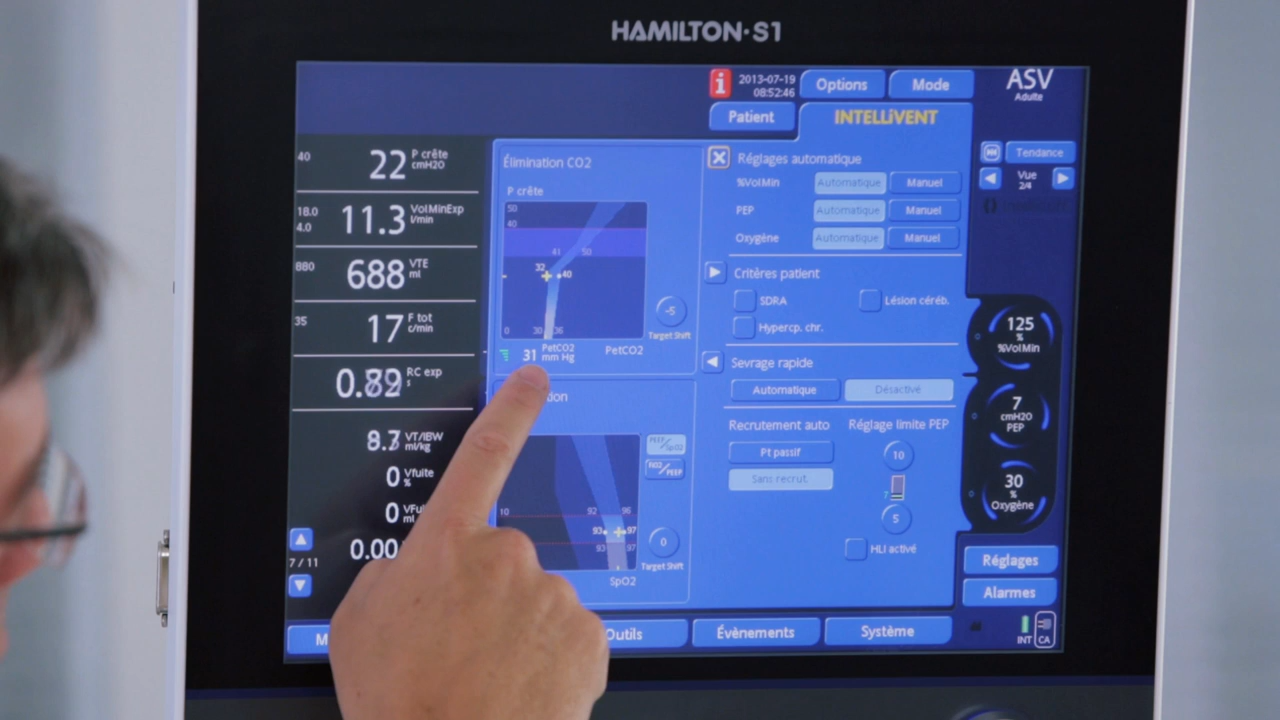 HAMILTON·S1
i 2013-07-19 08:52:46
Options
Mode
ASV
Adulte
Patient
INTELLiVENT
40 22 P crête cmH2O
18.0 4.0 11.3 VolMinExp l/min
880 688 VTE ml
35 17 F tot c/min
RC exp s
8.7 VT/IBW ml/kg
0 Vfuite %
0
ml
0.00
7 / 11
Élimination CO2
P crête
50
40
41 50
32 40
0 30 36
31 PetCO2 mm Hg
PetCO2
-5
Target Shift
10 92 96
93 97
93 97
SpO2
PEEP/SpO2
FiO2/PEEP
0
Target Shift
X Réglages automatique
%VolMin Automatique Manuel
PEP Automatique Manuel
Oxygène Automatique Manuel
Critères patient
SDRA
Lésion céréb.
Hypercp. chr.
Sevrage rapide
Automatique
Désactivé
Recrutement auto
Réglage limite PEP
Pt passif
Sans recrut.
10
5
HLI activé
Tendance
Vue
2/4
125
%
%VolMin
7
cmH2O
PEP
30
%
Oxygène
Réglages
Alarmes
INT CA
M
Outils
Évènements
Système